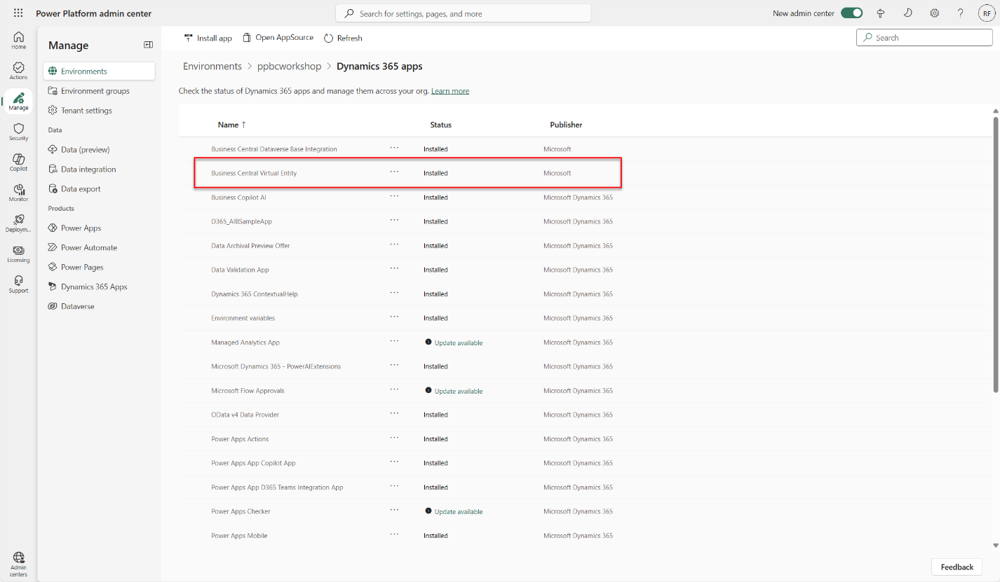 Power Platform admin center
Search for settings, pages, and more
New admin center
RF
Home
Actions
Manage
Security
Copilot
Monitor
Deploym...
Licensing
Support
Admin
centers
Manage
Environments
Environment groups
Tenant settings
Data
Data (preview)
Data integration
Data export
Products
Power Apps
Power Automate
Power Pages
Dynamics 365 Apps
Dataverse
Install app Open AppSource Refresh
Search
Environments > ppbcworkshop > Dynamics 365 apps
Check the status of Dynamics 365 apps and manage them across your org. Learn more
Name ↑ Status Publisher
Business Central Dataverse Base Integration ... Installed Microsoft
Business Central Virtual Entity ... Installed Microsoft
Business Copilot AI ... Installed Microsoft Dynamics 365
D365_AIBSampleApp ... Installed Microsoft Dynamics 365
Data Archival Preview Offer ... Installed Microsoft Dynamics 365
Data Validation App ... Installed Microsoft Dynamics 365
Dynamics 365 ContextualHelp ... Installed Microsoft Dynamics 365
Environment variables ... Installed Microsoft Dynamics 365
Managed Analytics App ... Update available Microsoft Dynamics 365
Microsoft Dynamics 365 - PowerAIExtensions ... Installed Microsoft Dynamics 365
Microsoft Flow Approvals ... Update available Microsoft Dynamics 365
OData v4 Data Provider ... Installed Microsoft Dynamics 365
Power Apps Actions ... Installed Microsoft Dynamics 365
Power Apps App Copilot App ... Installed Microsoft Dynamics 365
Power Apps App D365 Teams Integration App ... Installed Microsoft Dynamics 365
Power Apps Checker ... Update available Microsoft Dynamics 365
Power Apps Mobile ... Installed Microsoft Dynamics 365
Feedback